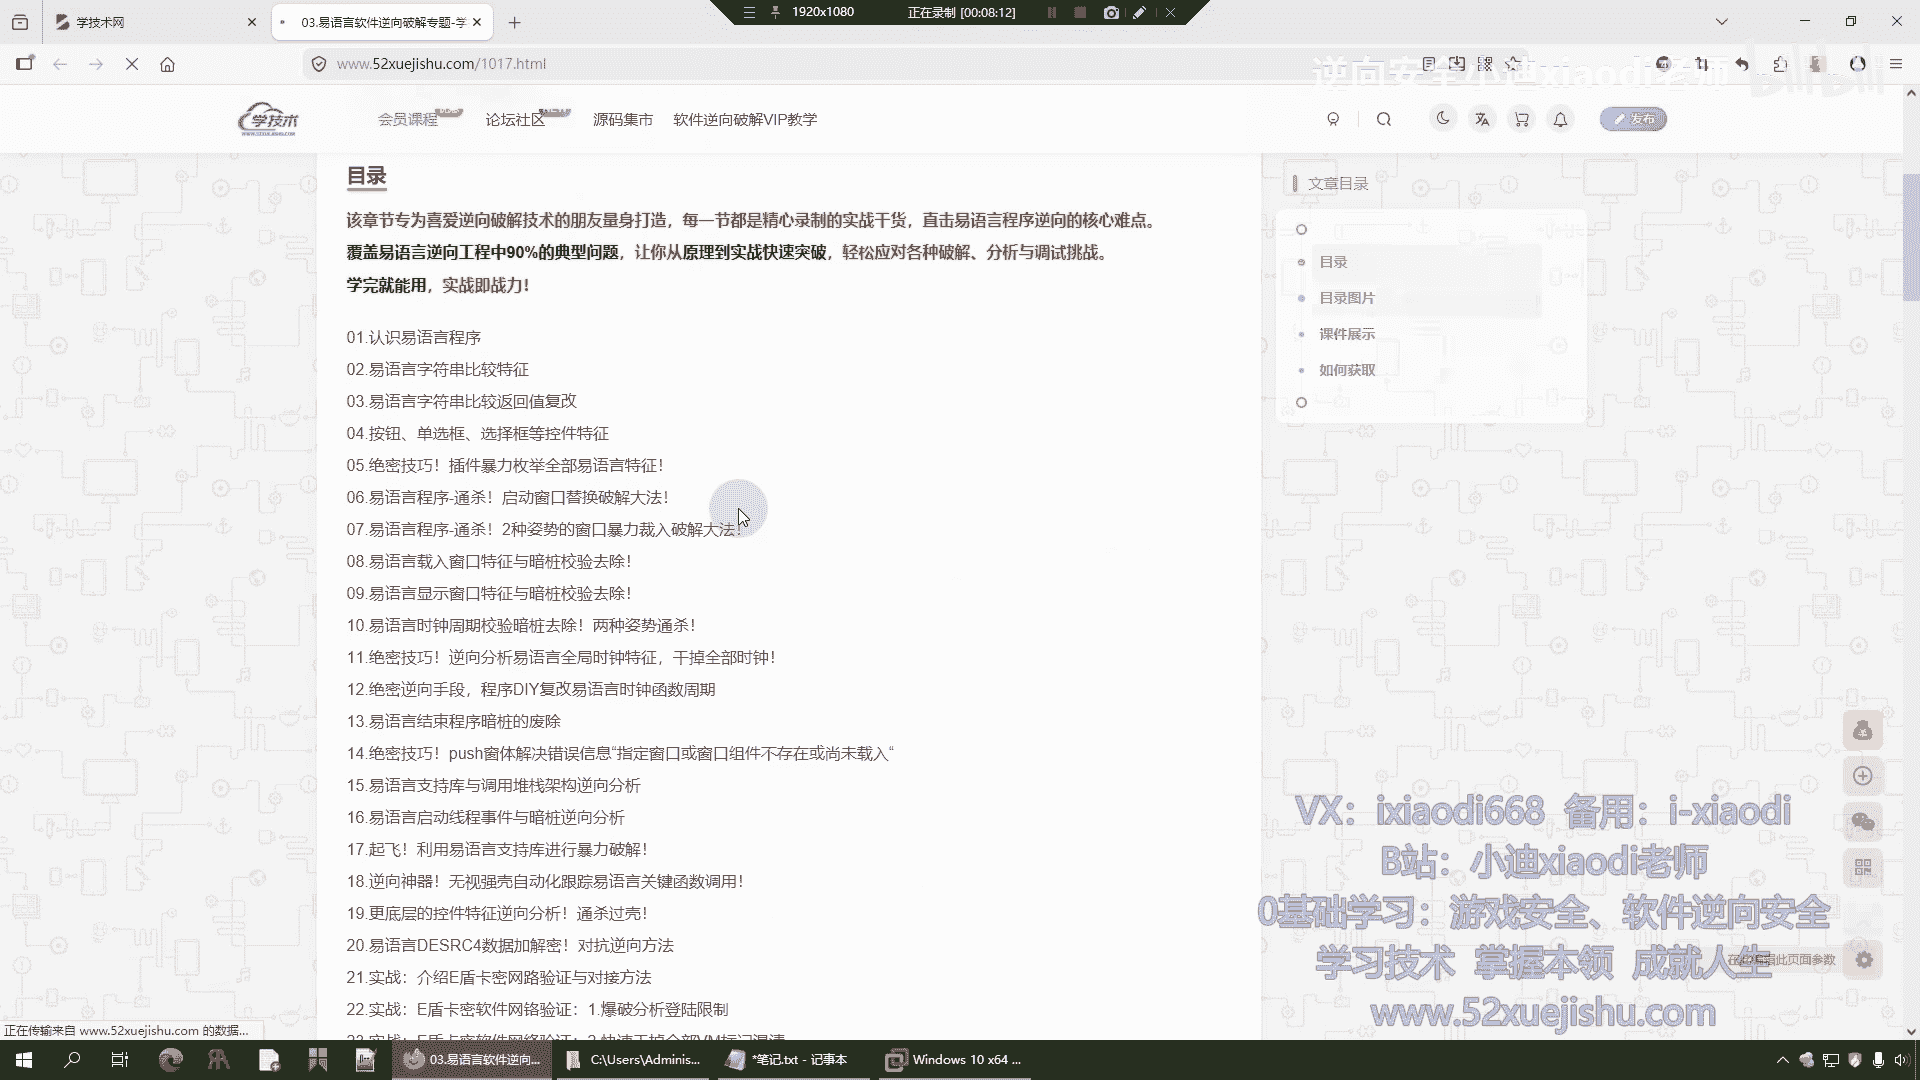 学技术网
03.易语言软件逆向破解专题-学
1920x1080
正在录制 [00:08:12]
www.52xuejishu.com/1017.html
逆向安全小迪xiaodi老师
bilibili
学技术
WWW.52XUEJISHU.COM
会员课程
论坛社区
源码集市
软件逆向破解VIP教学
发布
目录
该章节专为喜爱逆向破解技术的朋友量身打造，每一节都是精心录制的实战干货，直击易语言程序逆向的核心难点。
覆盖易语言逆向工程中90%的典型问题，让你从原理到实战快速突破，轻松应对各种破解、分析与调试挑战。
学完就能用，实战即战力！
01.认识易语言程序
02.易语言字符串比较特征
03.易语言字符串比较返回值复改
04.按钮、单选框、选择框等控件特征
05.绝密技巧！插件暴力枚举全部易语言特征！
06.易语言程序-通杀！启动窗口替换破解大法！
07.易语言程序-通杀！2种姿势的窗口暴力裁入破解大法！
08.易语言载入窗口特征与暗桩校验去除！
09.易语言显示窗口特征与暗桩校验去除！
10.易语言时钟周期校验暗桩去除！两种姿势通杀！
11.绝密技巧！逆向分析易语言全局时钟特征，干掉全部时钟！
12.绝密逆向手段，程序DIY复改易语言时钟函数周期
13.易语言结束程序暗桩的废除
14.绝密技巧！push窗体解决错误信息“指定窗口或窗口组件不存在或尚未载入“
15.易语言支持库与调用堆栈架构逆向分析
16.易语言启动线程事件与暗桩逆向分析
17.起飞！利用易语言支持库进行暴力破解！
18.逆向神器！无视强壳自动化跟踪易语言关键函数调用！
19.更底层的控件特征逆向分析！通杀过壳！
20.易语言DESRC4数据加解密！对抗逆向方法
21.实战：介绍E盾卡密网路验证与对接方法
22.实战：E盾卡密软件网铬验证：1.爆破分析登陆限制
文章目录
目录
目录图片
课件展示
如何获取
VX：ixiaodi668 备用：i-xiaodi
B站：小迪xiaodi老师
0基础学习：游戏安全、软件逆向安全
学习技术 掌握本领 成就人生
www.52xuejishu.com
正在传输来自 www.52xuejishu.com 的数据...
03.易语言软件逆向...
C:\Users\Adminis...
*笔记.txt - 记事本
Windows 10 x64 ...